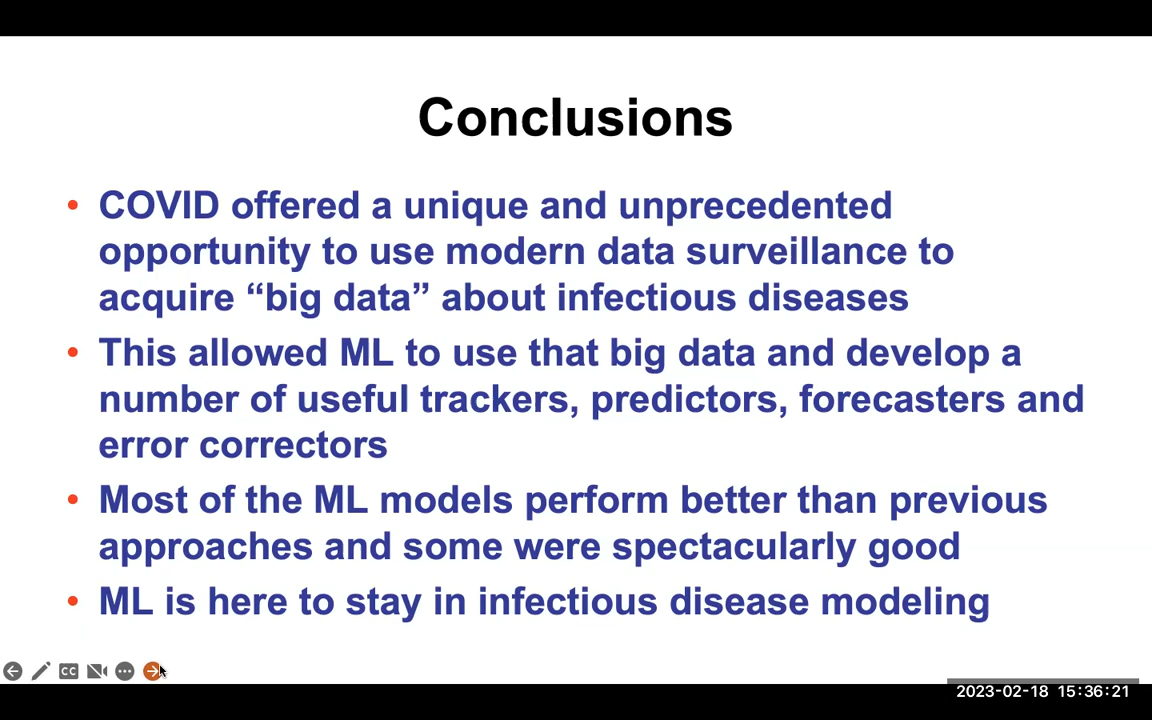 Conclusions
• COVID offered a unique and unprecedented
opportunity to use modern data surveillance to
acquire “big data” about infectious diseases
• This allowed ML to use that big data and develop a
number of useful trackers, predictors, forecasters and
error correctors
• Most of the ML models perform better than previous
approaches and some were spectacularly good
• ML is here to stay in infectious disease modeling
CC
2023-02-18 15:36:21